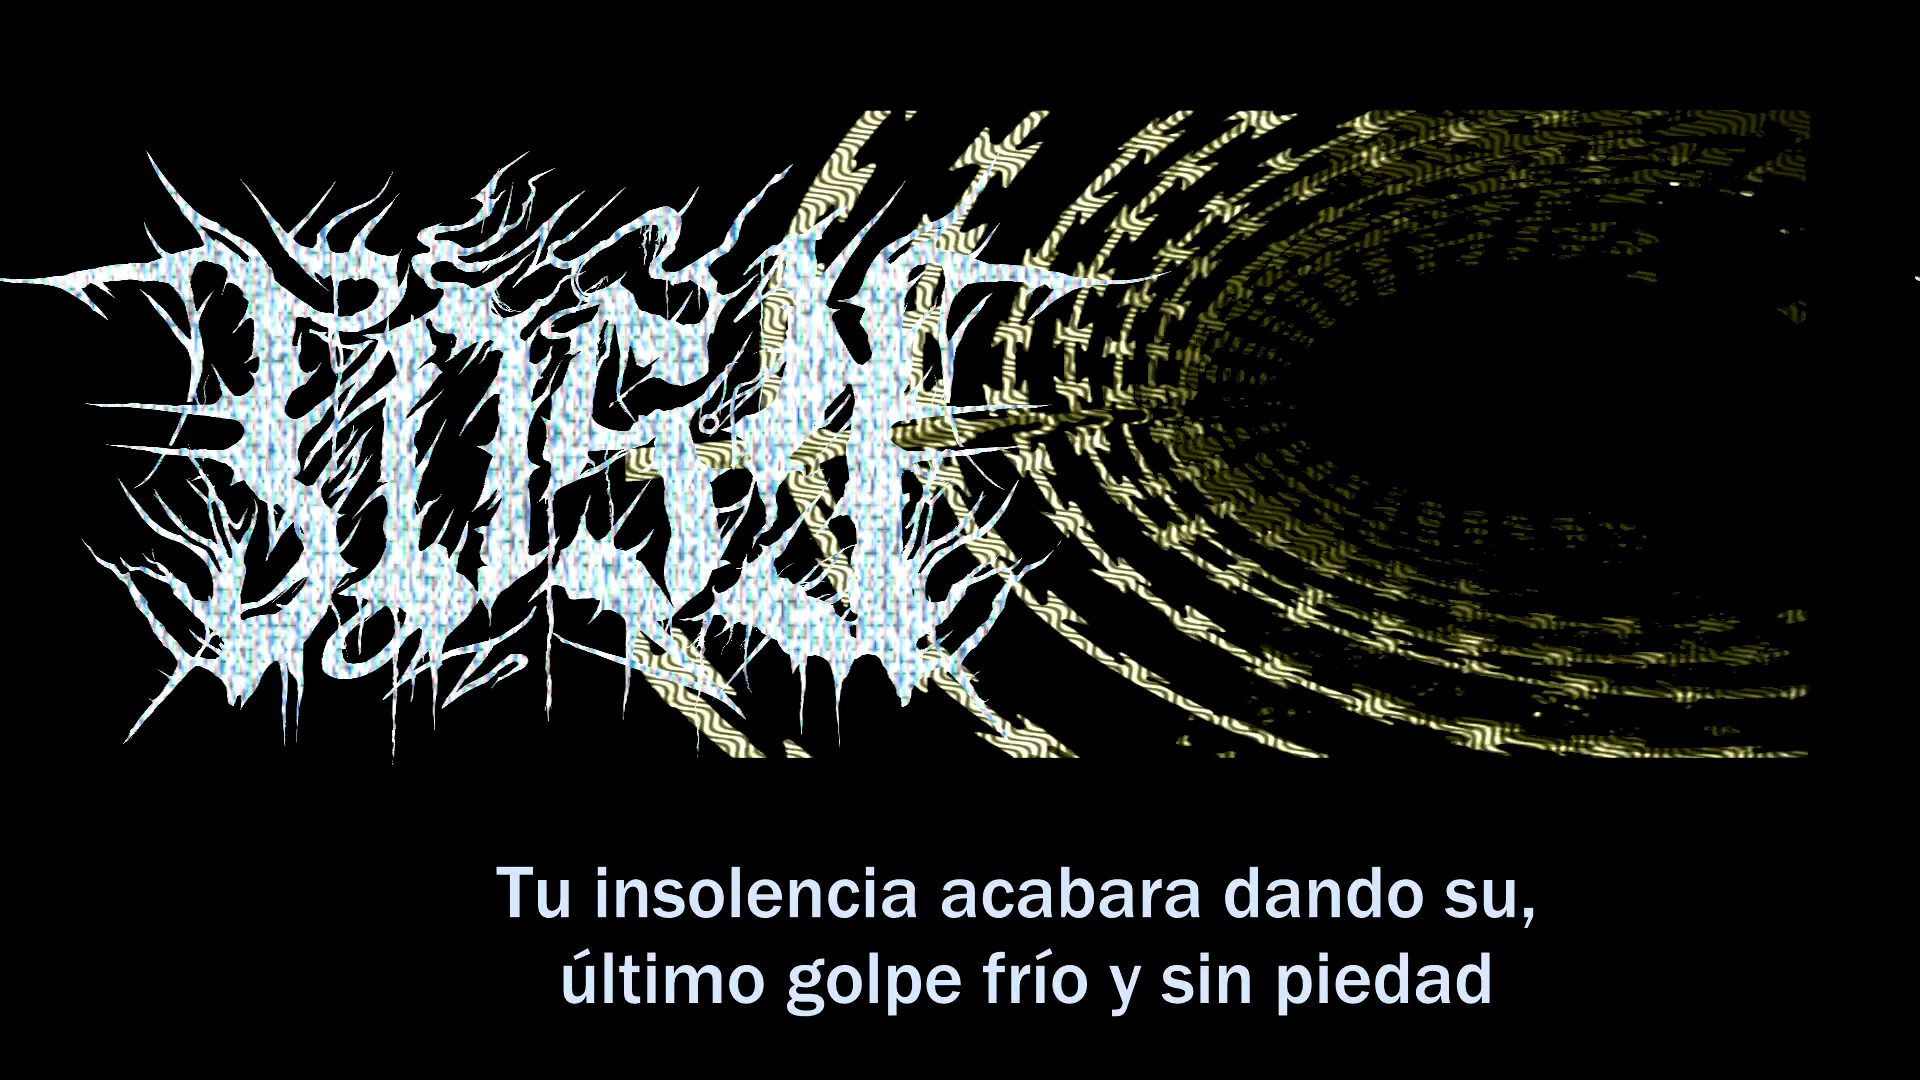 Tu insolencia acabara dando su,
último golpe frío y sin piedad